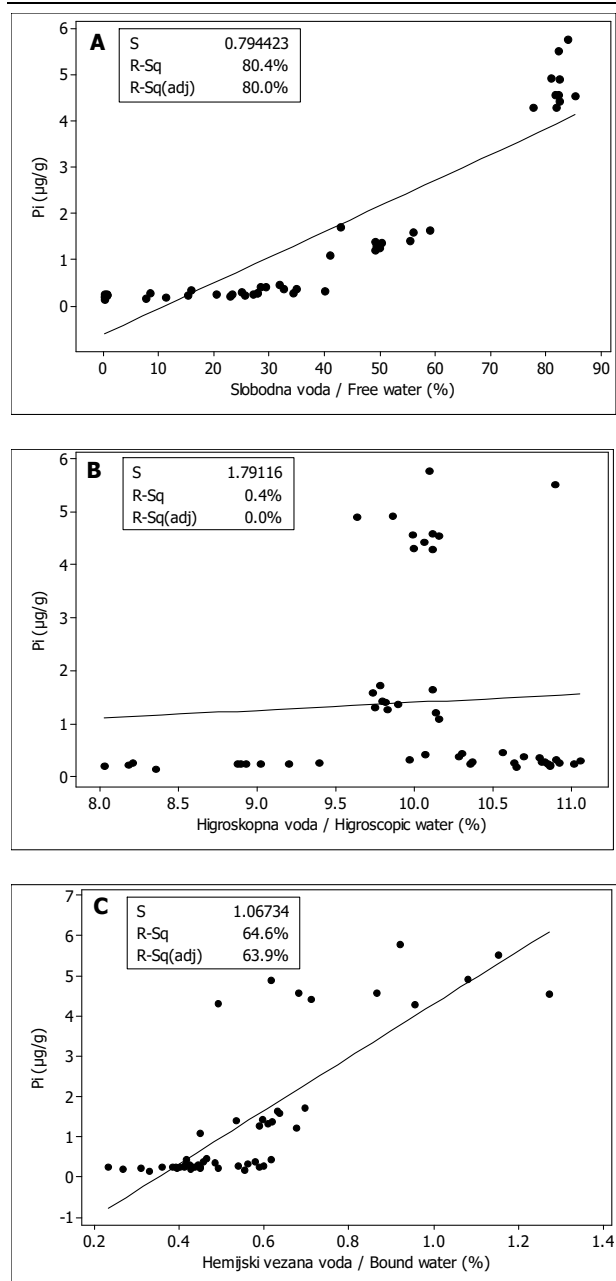 A
S 0.794423
R-Sq 80.4%
R-Sq(adj) 80.0%
6
5
4
3
2
1
0
Pi (µg/g)
0 10 20 30 40 50 60 70 80 90
Slobodna voda / Free water (%)
B
S 1.79116
R-Sq 0.4%
R-Sq(adj) 0.0%
6
5
4
3
2
1
0
Pi (µg/g)
8.0 8.5 9.0 9.5 10.0 10.5 11.0
Higroskopna voda / Higroscopic water (%)
C
S 1.06734
R-Sq 64.6%
R-Sq(adj) 63.9%
7
6
5
4
3
2
1
0
-1
Pi (µg/g)
0.2 0.4 0.6 0.8 1.0 1.2 1.4
Hemijski vezana voda / Bound water (%)